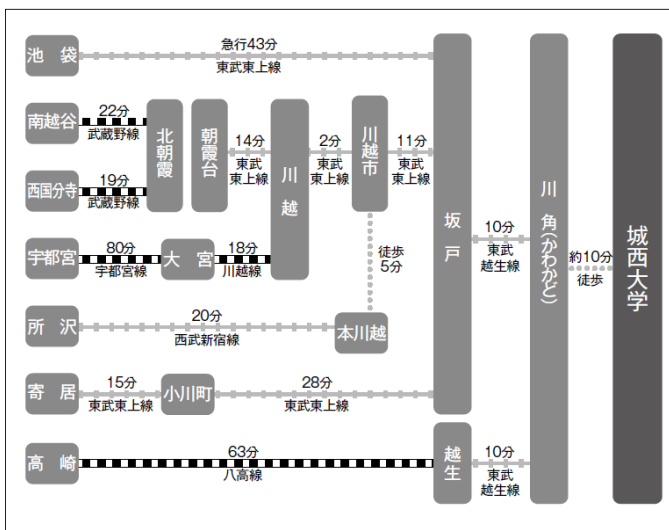 池袋
急行43分
東武東上線
南越谷
22分
武蔵野線
西国分寺
19分
武蔵野線
北朝霞
朝霞台
14分
東武
東上線
川越
2分
東武
東上線
川越市
11分
東武
東上線
宇都宮
80分
宇都宮線
大宮
18分
川越線
徒歩
5分
所沢
20分
西武新宿線
本川越
寄居
15分
東武東上線
小川町
28分
東武東上線
坂戸
10分
東武
越生線
高崎
63分
八高線
越生
10分
東武
越生線
川角(かわかど)
約10分
徒歩
城西大学